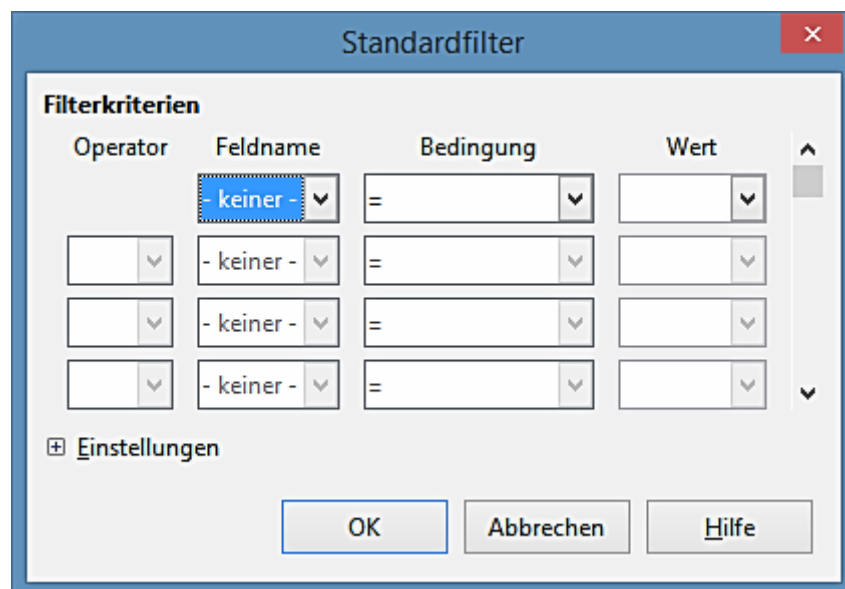 Standardfilter
Filterkriterien
Operator Feldname Bedingung Wert
- keiner - =
- keiner - =
- keiner - =
- keiner - =
Einstellungen
OK Abbrechen Hilfe